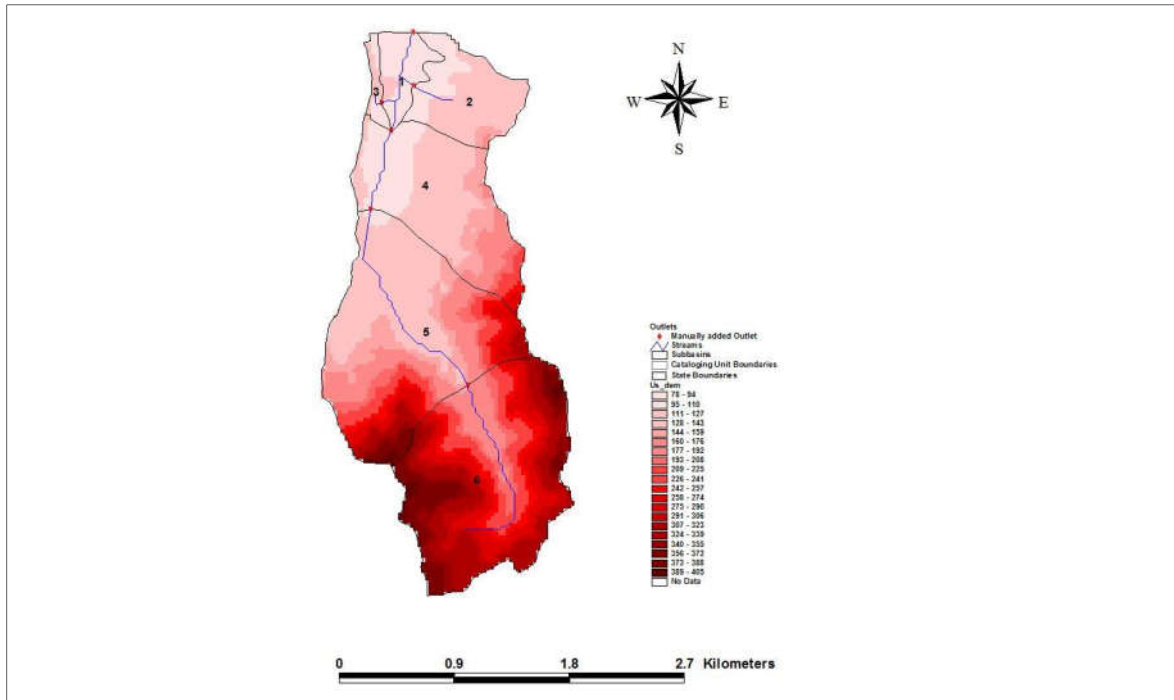 N
W E
S
1
3
2
4
5
6
Outlets
Manually added Outlet
Streams
Subbasins
Cataloging Unit Boundaries
State Boundaries
Us_dem
78 - 94
95 - 110
111 - 127
128 - 143
144 - 159
160 - 176
177 - 192
193 - 208
209 - 225
226 - 241
242 - 257
258 - 274
275 - 290
291 - 306
307 - 323
324 - 339
340 - 355
356 - 372
373 - 388
389 - 405
No Data
0 0.9 1.8 2.7 Kilometers